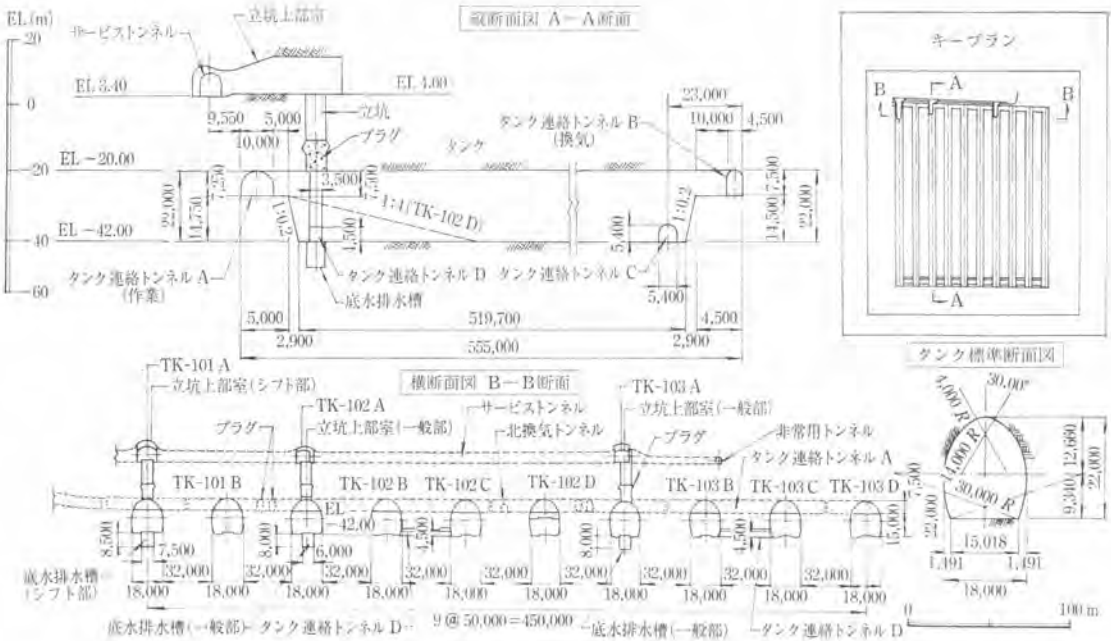 縦断面図 A－A断面
EL(m)
20
0
-20
-40
-60
サービストンネル
立坑上部室
EL 3.40
EL 4.00
9,550
5,000
10,000
立坑
プラグ
タンク
タンク連絡トンネルB
(換気)
23,000
10,000
4,500
EL －20.00
EL －42.00
22,000
7,250
14,750
1:0.2
3,500
7,500
1:4(TK-102 D)
4,500
5,400
1:0.2
14,500
7,500
22,000
タンク連絡トンネルA
(作業)
タンク連絡トンネルD
タンク連絡トンネルC
底水排水槽
5,400
5,000
519,700
4,500
2,900
555,000
2,900
キープラン
A
B
B
A
横断面図 B－B断面
TK-101 A
立坑上部室(シフト部)
TK-102 A
立坑上部室(一般部)
サービストンネル
北換気トンネル
TK-103 A
立坑上部室(一般部)
プラグ
プラグ
非常用トンネル
タンク連絡トンネルA
TK-101 B
TK-102 B
TK-102 C
TK-102 D
TK-103 B
TK-103 C
TK-103 D
EL
-42.00
7,500
15,000
22,000
8,500
7,500
8,000
6,000
4,500
8,000
4,500
32,000 32,000 32,000 32,000 32,000 32,000 32,000 32,000 32,000
18,000 18,000 18,000 18,000 18,000 18,000 18,000 18,000 18,000 18,000
底水排水槽
(シフト部)
底水排水槽(一般部)
タンク連絡トンネルD
9@50,000=450,000
底水排水槽(一般部)
タンク連絡トンネルD
タンク標準断面図
4,000 R
30.00°
4,000 R
30,000 R
12,660
9,340
22,000
15,018
1,491
1,491
18,000
0
100 m